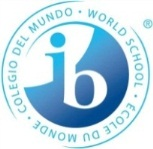 COLEGIO DEL MUNDO · WORLD SCHOOL · ÉCOLE DU MONDE ·
ib
®